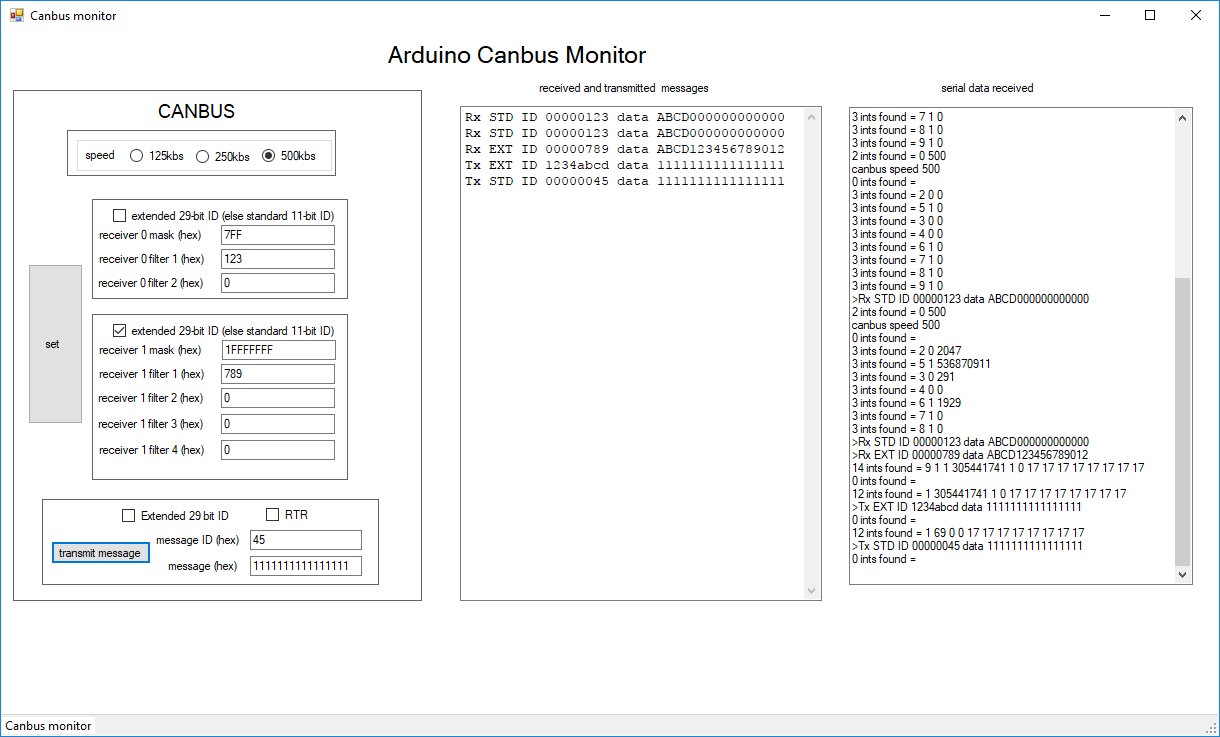 Canbus monitor
Arduino Canbus Monitor
CANBUS
speed 125kbs 250kbs 500kbs
extended 29-bit ID (else standard 11-bit ID)
receiver 0 mask (hex) 7FF
receiver 0 filter 1 (hex) 123
receiver 0 filter 2 (hex) 0
set
extended 29-bit ID (else standard 11-bit ID)
receiver 1 mask (hex) 1FFFFFFF
receiver 1 filter 1 (hex) 789
receiver 1 filter 2 (hex) 0
receiver 1 filter 3 (hex) 0
receiver 1 filter 4 (hex) 0
Extended 29 bit ID RTR
message ID (hex) 45
transmit message
message (hex) 1111111111111111
received and transmitted messages
Rx STD ID 00000123 data ABCD000000000000
Rx STD ID 00000123 data ABCD000000000000
Rx EXT ID 00000789 data ABCD123456789012
Tx EXT ID 1234abcd data 1111111111111111
Tx STD ID 00000045 data 1111111111111111
serial data received
3 ints found = 7 1 0
3 ints found = 8 1 0
3 ints found = 9 1 0
2 ints found = 0 500
canbus speed 500
0 ints found =
3 ints found = 2 0 0
3 ints found = 5 1 0
3 ints found = 3 0 0
3 ints found = 4 0 0
3 ints found = 6 1 0
3 ints found = 7 1 0
3 ints found = 8 1 0
3 ints found = 9 1 0
>Rx STD ID 00000123 data ABCD000000000000
2 ints found = 0 500
canbus speed 500
0 ints found =
3 ints found = 2 0 2047
3 ints found = 5 1 536870911
3 ints found = 3 0 291
3 ints found = 4 0 0
3 ints found = 6 1 1929
3 ints found = 7 1 0
3 ints found = 8 1 0
>Rx STD ID 00000123 data ABCD000000000000
>Rx EXT ID 00000789 data ABCD123456789012
14 ints found = 9 1 1 305441741 1 0 17 17 17 17 17 17 17 17
0 ints found =
12 ints found = 1 305441741 1 0 17 17 17 17 17 17 17 17
>Tx EXT ID 1234abcd data 1111111111111111
0 ints found =
12 ints found = 1 69 0 0 17 17 17 17 17 17 17 17
>Tx STD ID 00000045 data 1111111111111111
0 ints found =
Canbus monitor